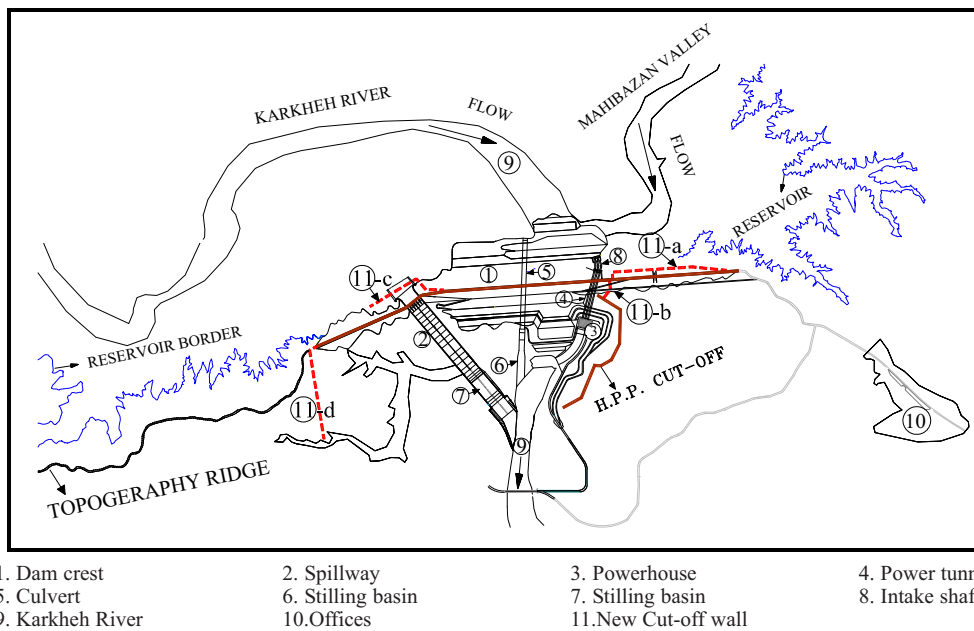 KARKHEH RIVER
FLOW
MAHIBAZAN VALLEY
FLOW
9
RESERVOIR
11-a
8
11-c
1
5
4
11-b
RESERVOIR BORDER
2
3
6
H.P.P. CUT-OFF
7
11-d
10
9
TOPOGERAPHY RIDGE
1. Dam crest 2. Spillway 3. Powerhouse 4. Power tunn
5. Culvert 6. Stilling basin 7. Stilling basin 8. Intake shaf
9. Karkheh River 10.Offices 11.New Cut-off wall